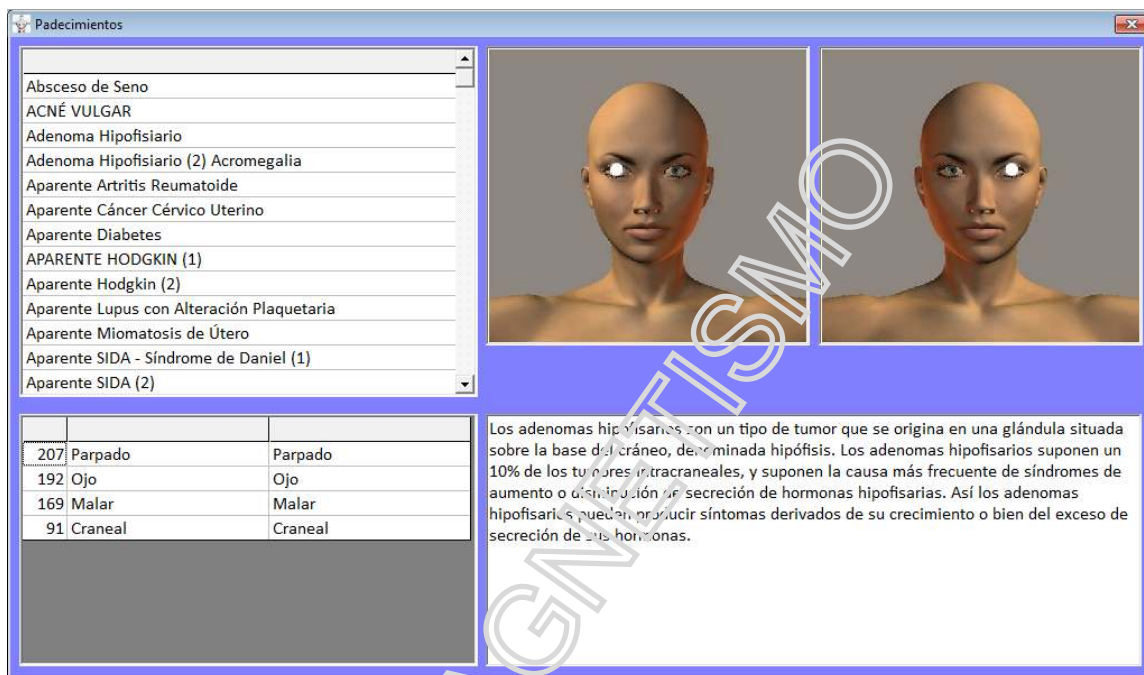 Padecimientos
Absceso de Seno
ACNÉ VULGAR
Adenoma Hipofisiario
Adenoma Hipofisiario (2) Acromegalia
Aparente Artritis Reumatoide
Aparente Cáncer Cérvico Uterino
Aparente Diabetes
APARENTE HODGKIN (1)
Aparente Hodgkin (2)
Aparente Lupus con Alteración Plaquetaria
Aparente Miomatosis de Útero
Aparente SIDA - Síndrome de Daniel (1)
Aparente SIDA (2)
207 Parpado Parpado
192 Ojo Ojo
169 Malar Malar
91 Craneal Craneal
Los adenomas hipofisarios son un tipo de tumor que se origina en una glándula situada
sobre la base del cráneo, denominada hipófisis. Los adenomas hipofisarios suponen un
10% de los tumores intracraneales, y suponen la causa más frecuente de síndromes de
aumento o disminución de secreción de hormonas hipofisarias. Así los adenomas
hipofisarios pueden producir síntomas derivados de su crecimiento o bien del exceso de
secreción de sus hormonas.
AGNETISMO